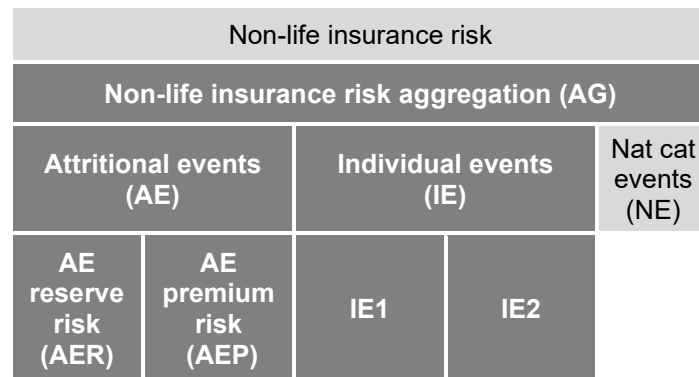 Non-life insurance risk
Non-life insurance risk aggregation (AG)
Attritional events
(AE)
Individual events
(IE)
Nat cat
events
(NE)
AE
reserve
risk
(AER)
AE
premium
risk
(AEP)
IE1
IE2